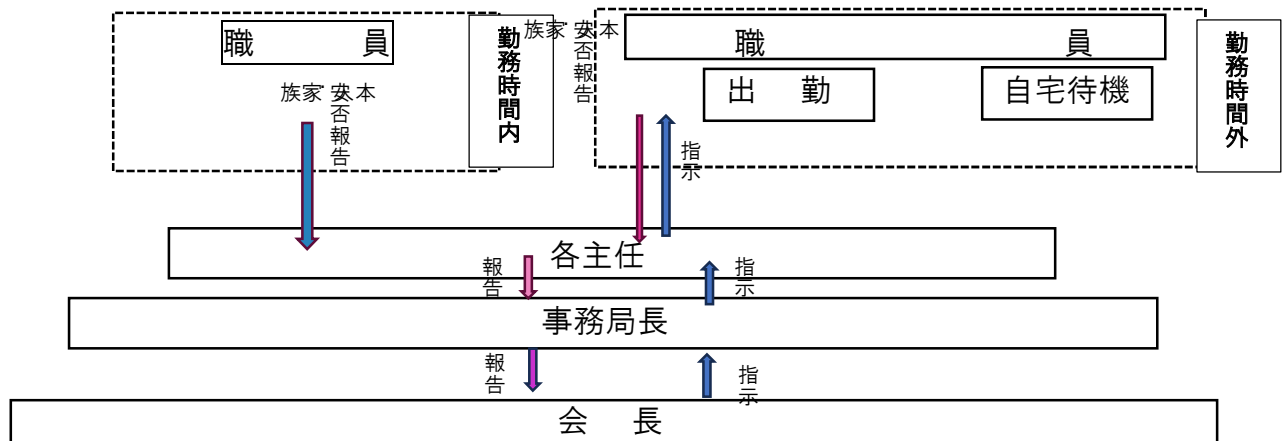 職 員
勤務時間内
本人・家族
安否報告
職 員
本人・家族
安否報告
出 勤
自宅待機
勤務時間外
指示
各主任
報告
指示
事務局長
報告
指示
会 長